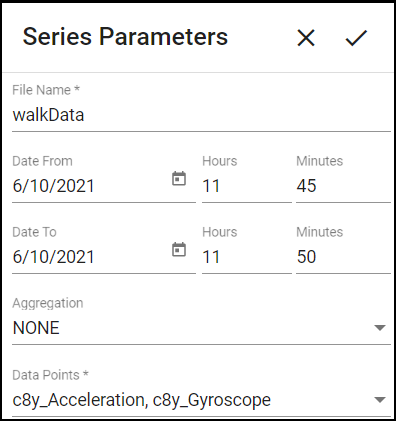 Series Parameters
File Name *
walkData
Date From Hours Minutes
6/10/2021 11 45
Date To Hours Minutes
6/10/2021 11 50
Aggregation
NONE
Data Points *
c8y_Acceleration, c8y_Gyroscope